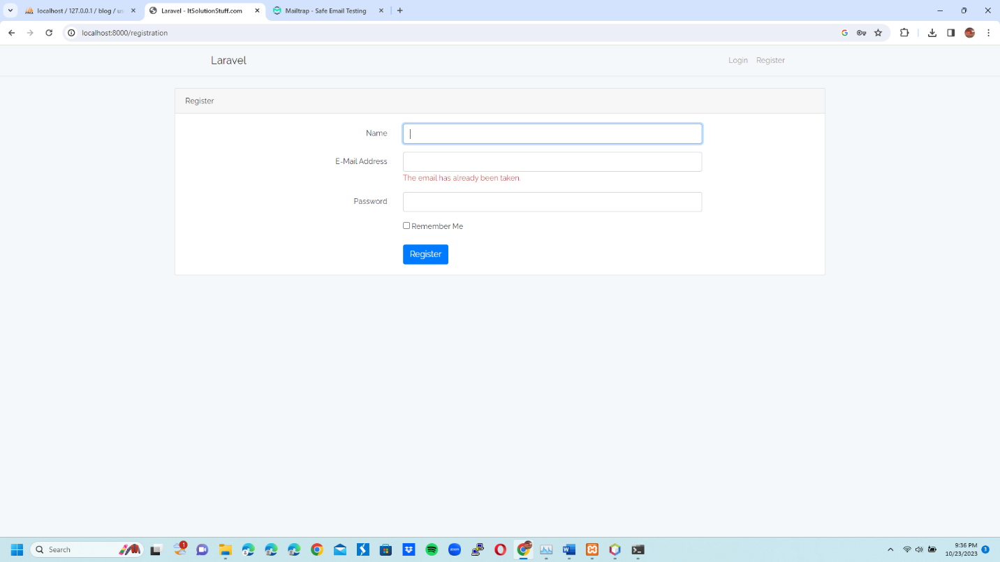 localhost / 127.0.0.1 / blog / us
Laravel - ItSolutionStuff.com
Mailtrap - Safe Email Testing
localhost:8000/registration
Laravel
Login Register
Register
Name
E-Mail Address
The email has already been taken.
Password
Remember Me
Register
Search
1
zoom
W
9:36 PM
10/23/2023
3